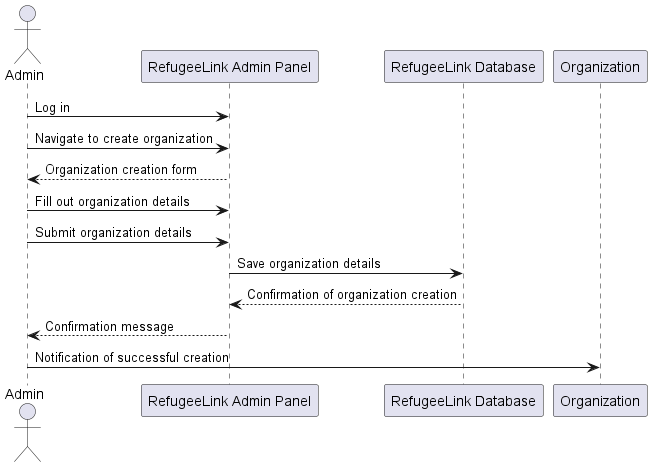 Admin
RefugeeLink Admin Panel
RefugeeLink Database
Organization
Log in
Navigate to create organization
Organization creation form
Fill out organization details
Submit organization details
Save organization details
Confirmation of organization creation
Confirmation message
Notification of successful creation
Admin
RefugeeLink Admin Panel
RefugeeLink Database
Organization